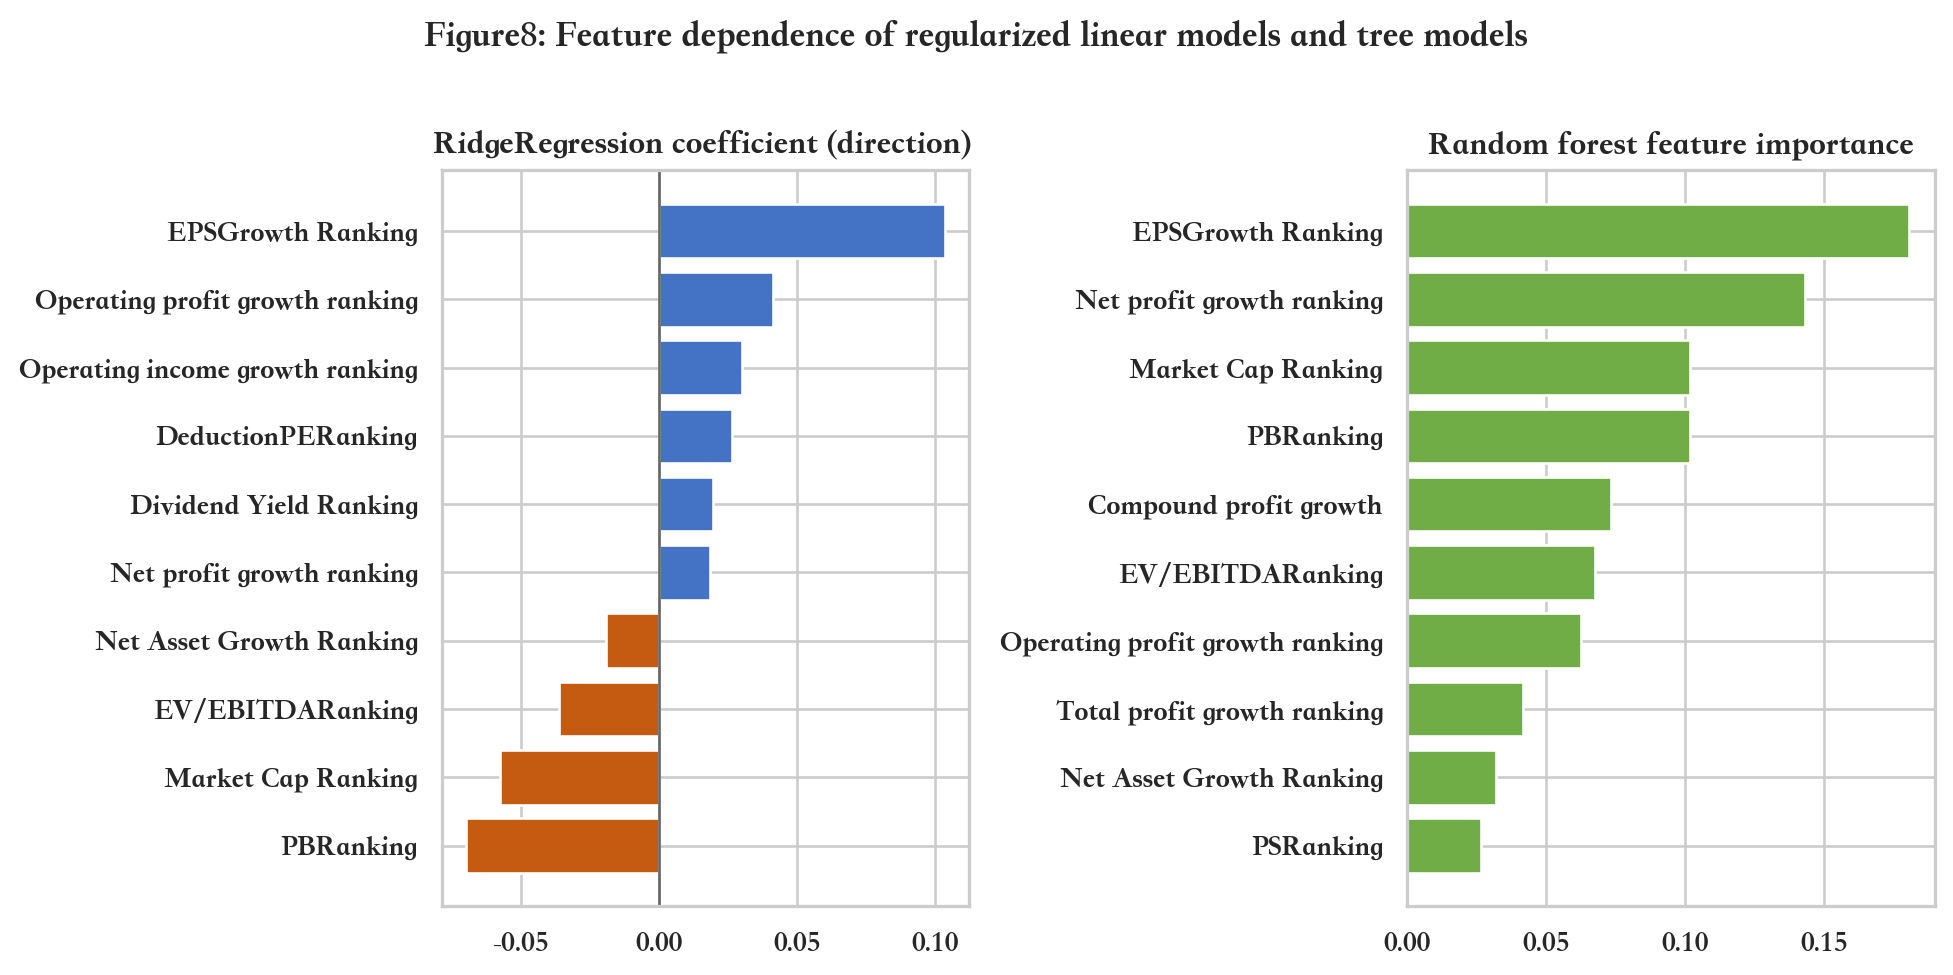 Figure8: Feature dependence of regularized linear models and tree models
RidgeRegression coefficient (direction)
EPSGrowth Ranking
Operating profit growth ranking
Operating income growth ranking
DeductionPERanking
Dividend Yield Ranking
Net profit growth ranking
Net Asset Growth Ranking
EV/EBITDARanking
Market Cap Ranking
PBRanking
-0.05 0.00 0.05 0.10
Random forest feature importance
EPSGrowth Ranking
Net profit growth ranking
Market Cap Ranking
PBRanking
Compound profit growth
EV/EBITDARanking
Operating profit growth ranking
Total profit growth ranking
Net Asset Growth Ranking
PSRanking
0.00 0.05 0.10 0.15